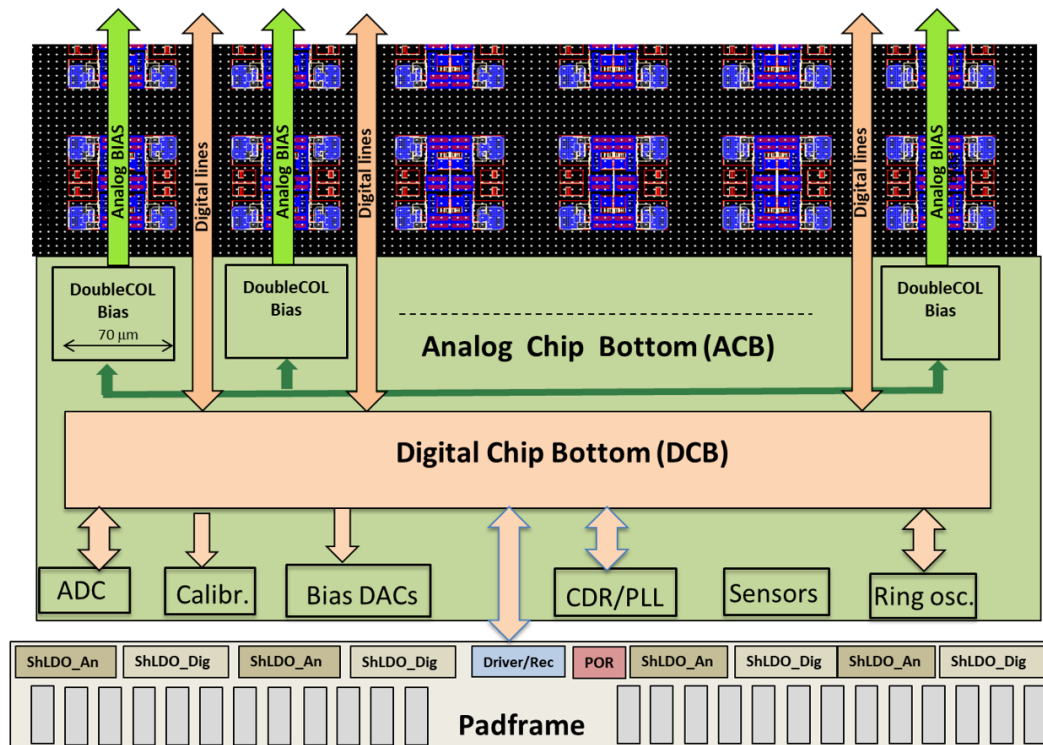 Analog BIAS
Digital lines
Analog BIAS
Digital lines
Digital lines
Analog BIAS
DoubleCOL
Bias
70 µm
DoubleCOL
Bias
DoubleCOL
Bias
Analog Chip Bottom (ACB)
Digital Chip Bottom (DCB)
ADC
Calibr.
Bias DACs
CDR/PLL
Sensors
Ring osc.
ShLDO_An
ShLDO_Dig
ShLDO_An
ShLDO_Dig
Driver/Rec
POR
ShLDO_An
ShLDO_Dig
ShLDO_An
ShLDO_Dig
Padframe